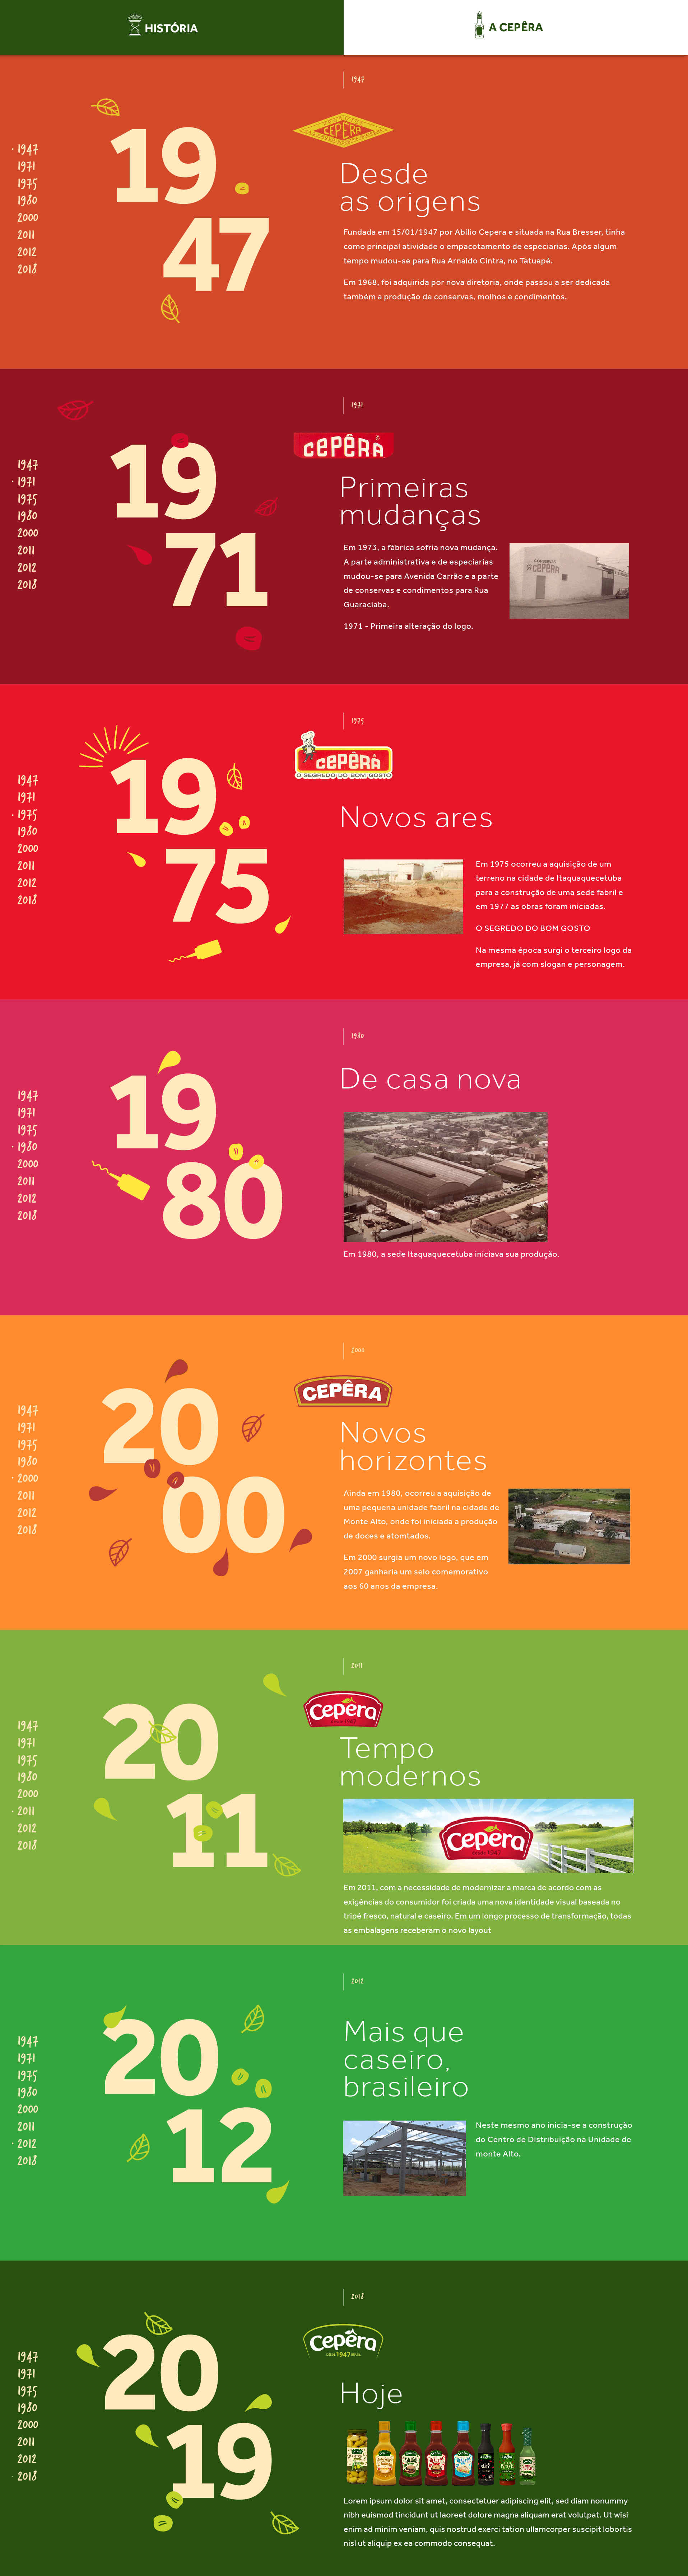 HISTÓRIA
A CEPÊRA
1947
CEPÊRA
19
47
· 1947
1971
1975
1980
2000
2011
2012
2018
Desde
as origens
Fundada em 15/01/1947 por Abílio Cepera e situada na Rua Bresser, tinha
como principal atividade o empacotamento de especiarias. Após algum
tempo mudou-se para Rua Arnaldo Cintra, no Tatuapé.
Em 1968, foi adquirida por nova diretoria, onde passou a ser dedicada
também a produção de conservas, molhos e condimentos.
1971
CEPÊRA
19
71
1947
· 1971
1975
1980
2000
2011
2012
2018
Primeiras
mudanças
Em 1973, a fábrica sofria nova mudança.
A parte administrativa e de especiarias
mudou-se para Avenida Carrão e a parte
de conservas e condimentos para Rua
Guaraciaba.
1971 - Primeira alteração do logo.
CEPÊRA
1975
CEPÊRA
O SEGREDO DO BOM GOSTO
19
75
1947
1971
· 1975
1980
2000
2011
2012
2018
Novos ares
Em 1975 ocorreu a aquisição de um
terreno na cidade de Itaquaquecetuba
para a construção de uma sede fabril e
em 1977 as obras foram iniciadas.
O SEGREDO DO BOM GOSTO
Na mesma época surgi o terceiro logo da
empresa, já com slogan e personagem.
1980
19
80
1947
1971
1975
· 1980
2000
2011
2012
2018
De casa nova
Em 1980, a sede Itaquaquecetuba iniciava sua produção.
2000
CEPÊRA
20
00
1947
1971
1975
1980
· 2000
2011
2012
2018
Novos
horizontes
Ainda em 1980, ocorreu a aquisição de
uma pequena unidade fabril na cidade de
Monte Alto, onde foi iniciada a produção
de doces e atomtados.
Em 2000 surgia um novo logo, que em
2007 ganharia um selo comemorativo
aos 60 anos da empresa.
2011
Cepêra
desde 1947
20
11
1947
1971
1975
1980
2000
· 2011
2012
2018
Tempo
modernos
Cepêra
desde 1947
Em 2011, com a necessidade de modernizar a marca de acordo com as
exigências do consumidor foi criada uma nova identidade visual baseada no
tripé fresco, natural e caseiro. Em um longo processo de transformação, todas
as embalagens receberam o novo layout
2012
20
12
1947
1971
1975
1980
2000
2011
· 2012
2018
Mais que
caseiro,
brasileiro
Neste mesmo ano inicia-se a construção
do Centro de Distribuição na Unidade de
monte Alto.
2018
Cepêra
1947
20
19
1947
1971
1975
1980
2000
2011
2012
· 2018
Hoje
Lorem ipsum dolor sit amet, consectetuer adipiscing elit, sed diam nonummy
nibh euismod tincidunt ut laoreet dolore magna aliquam erat volutpat. Ut wisi
enim ad minim veniam, quis nostrud exerci tation ullamcorper suscipit lobortis
nisl ut aliquip ex ea commodo consequat.